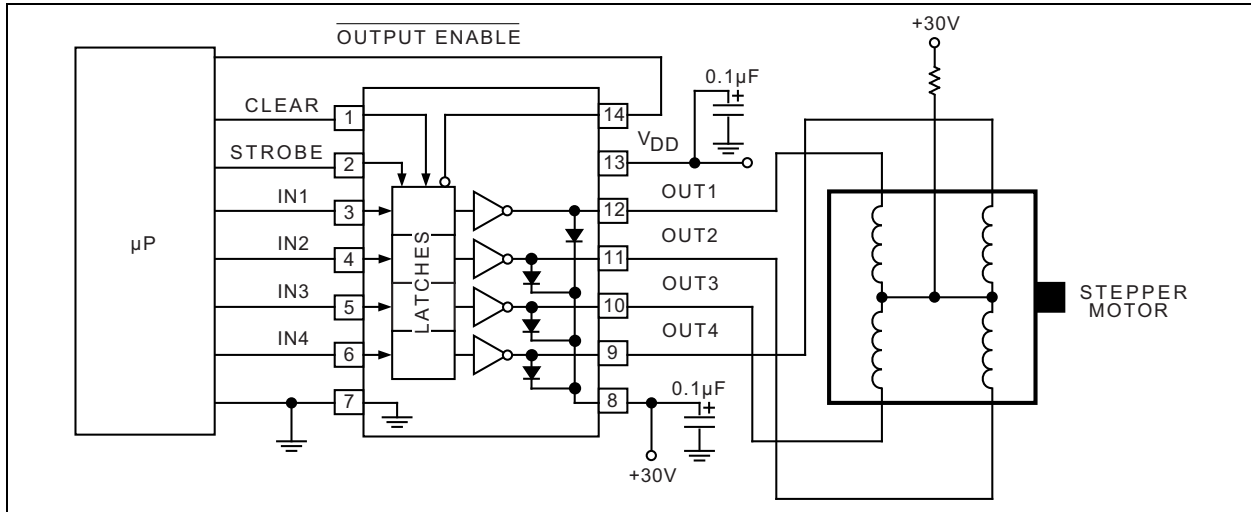 OUTPUT ENABLE
+30V
0.1µF
+
CLEAR
1
14
VDD
STROBE
2
13
IN1
3
12
OUT1
µP
IN2
4
LATCHES
11
OUT2
IN3
5
10
OUT3
STEPPER
MOTOR
IN4
6
9
OUT4
7
8
0.1µF
+
+30V